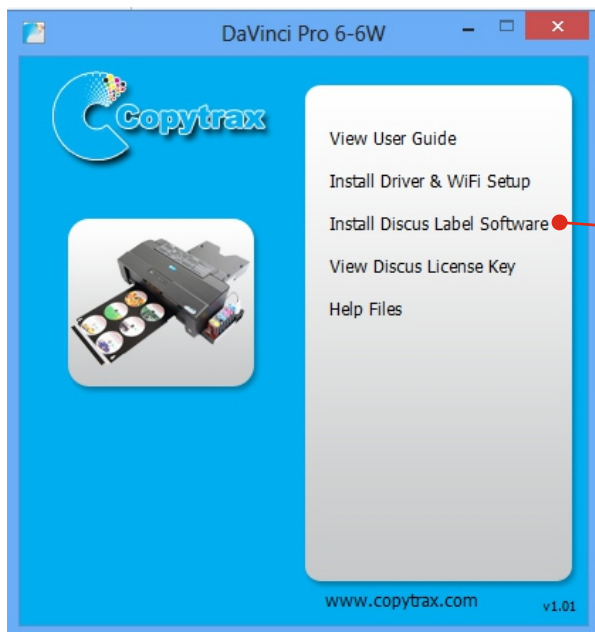 DaVinci Pro 6-6W
Copytrax
View User Guide
Install Driver & WiFi Setup
Install Discus Label Software
View Discus License Key
Help Files
www.copytrax.com
v1.01